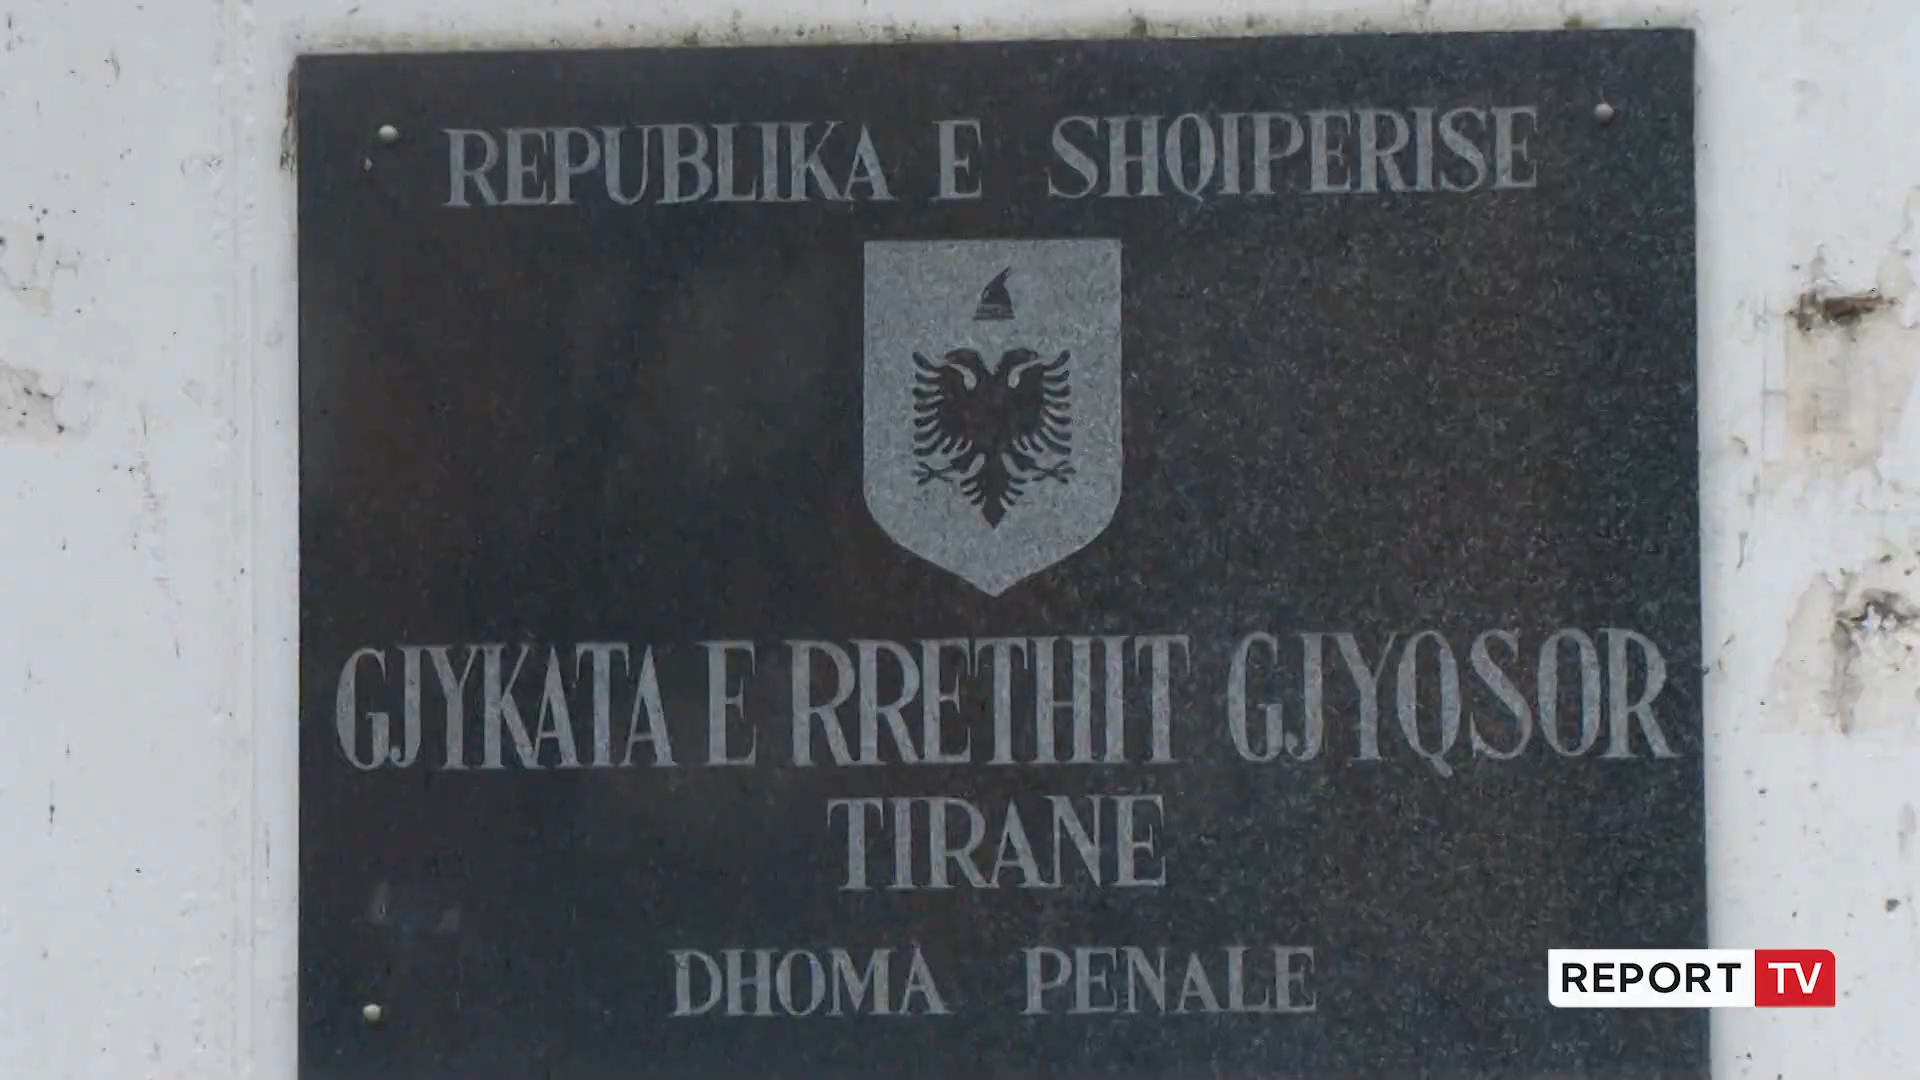 REPUBLIKA E SHQIPERISE
GJYKATA E RRETHIT GJYQSOR
TIRANE
DHOMA PENALE
REPORT TV